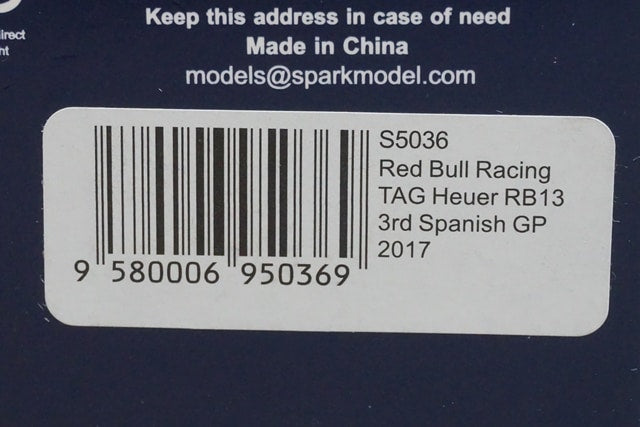 Keep this address in case of need
Made in China
models@sparkmodel.com
S5036
Red Bull Racing
TAG Heuer RB13
3rd Spanish GP
2017
9 580006 950369